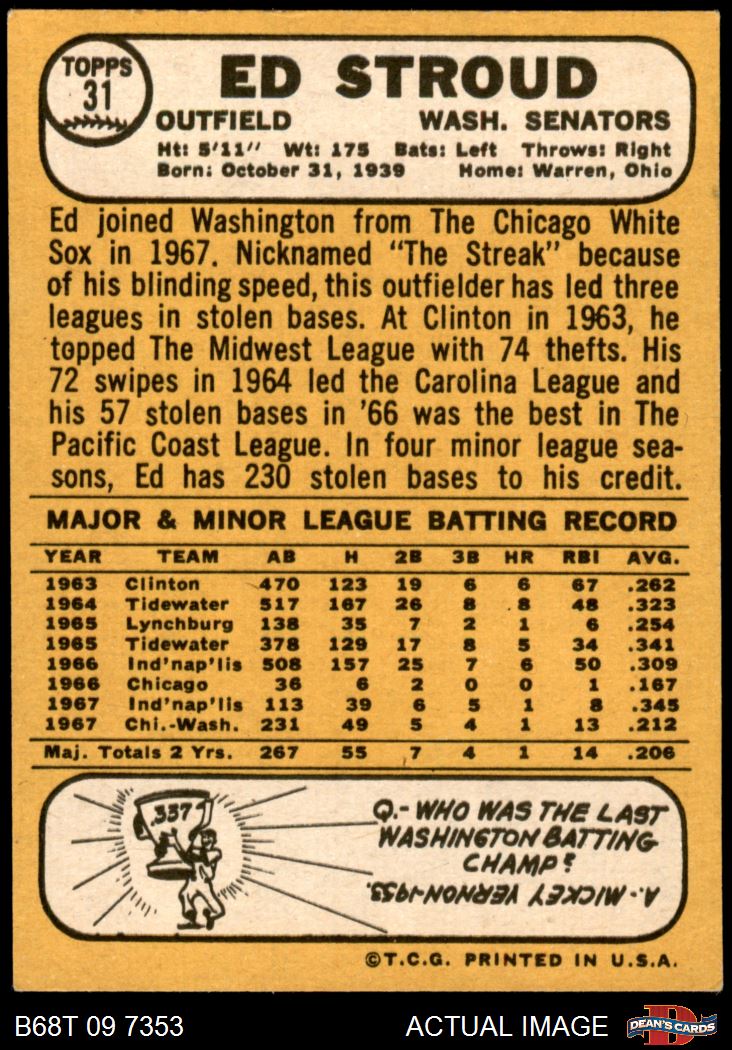 TOPPS
31
ED STROUD
OUTFIELD WASH. SENATORS
Ht: 5'11" Wt: 175 Bats: Left Throws: Right
Born: October 31, 1939 Home: Warren, Ohio
Ed joined Washington from The Chicago White
Sox in 1967. Nicknamed "The Streak" because
of his blinding speed, this outfielder has led three
leagues in stolen bases. At Clinton in 1963, he
topped The Midwest League with 74 thefts. His
72 swipes in 1964 led the Carolina League and
his 57 stolen bases in '66 was the best in The
Pacific Coast League. In four minor league sea-
sons, Ed has 230 stolen bases to his credit.
MAJOR & MINOR LEAGUE BATTING RECORD
YEAR TEAM AB H 2B 3B HR RBI AVG.
1963 Clinton 470 123 19 6 6 67 .262
1964 Tidewater 517 167 26 8 8 48 .323
1965 Lynchburg 138 35 7 2 1 6 .254
1965 Tidewater 378 129 17 8 5 34 .341
1966 Ind'nap'lis 508 157 25 7 6 50 .309
1966 Chicago 36 6 2 0 0 1 .167
1967 Ind'nap'lis 113 39 6 5 1 8 .345
1967 Chi.-Wash. 231 49 5 4 1 13 .212
Maj. Totals 2 Yrs. 267 55 7 4 1 14 .206
.337
Q.- WHO WAS THE LAST
WASHINGTON BATTING
CHAMP?
A.- MICKEY VERNON-1953.
©T.C.G. PRINTED IN U.S.A.
B68T 09 7353 ACTUAL IMAGE
D
DEAN'S CARDS